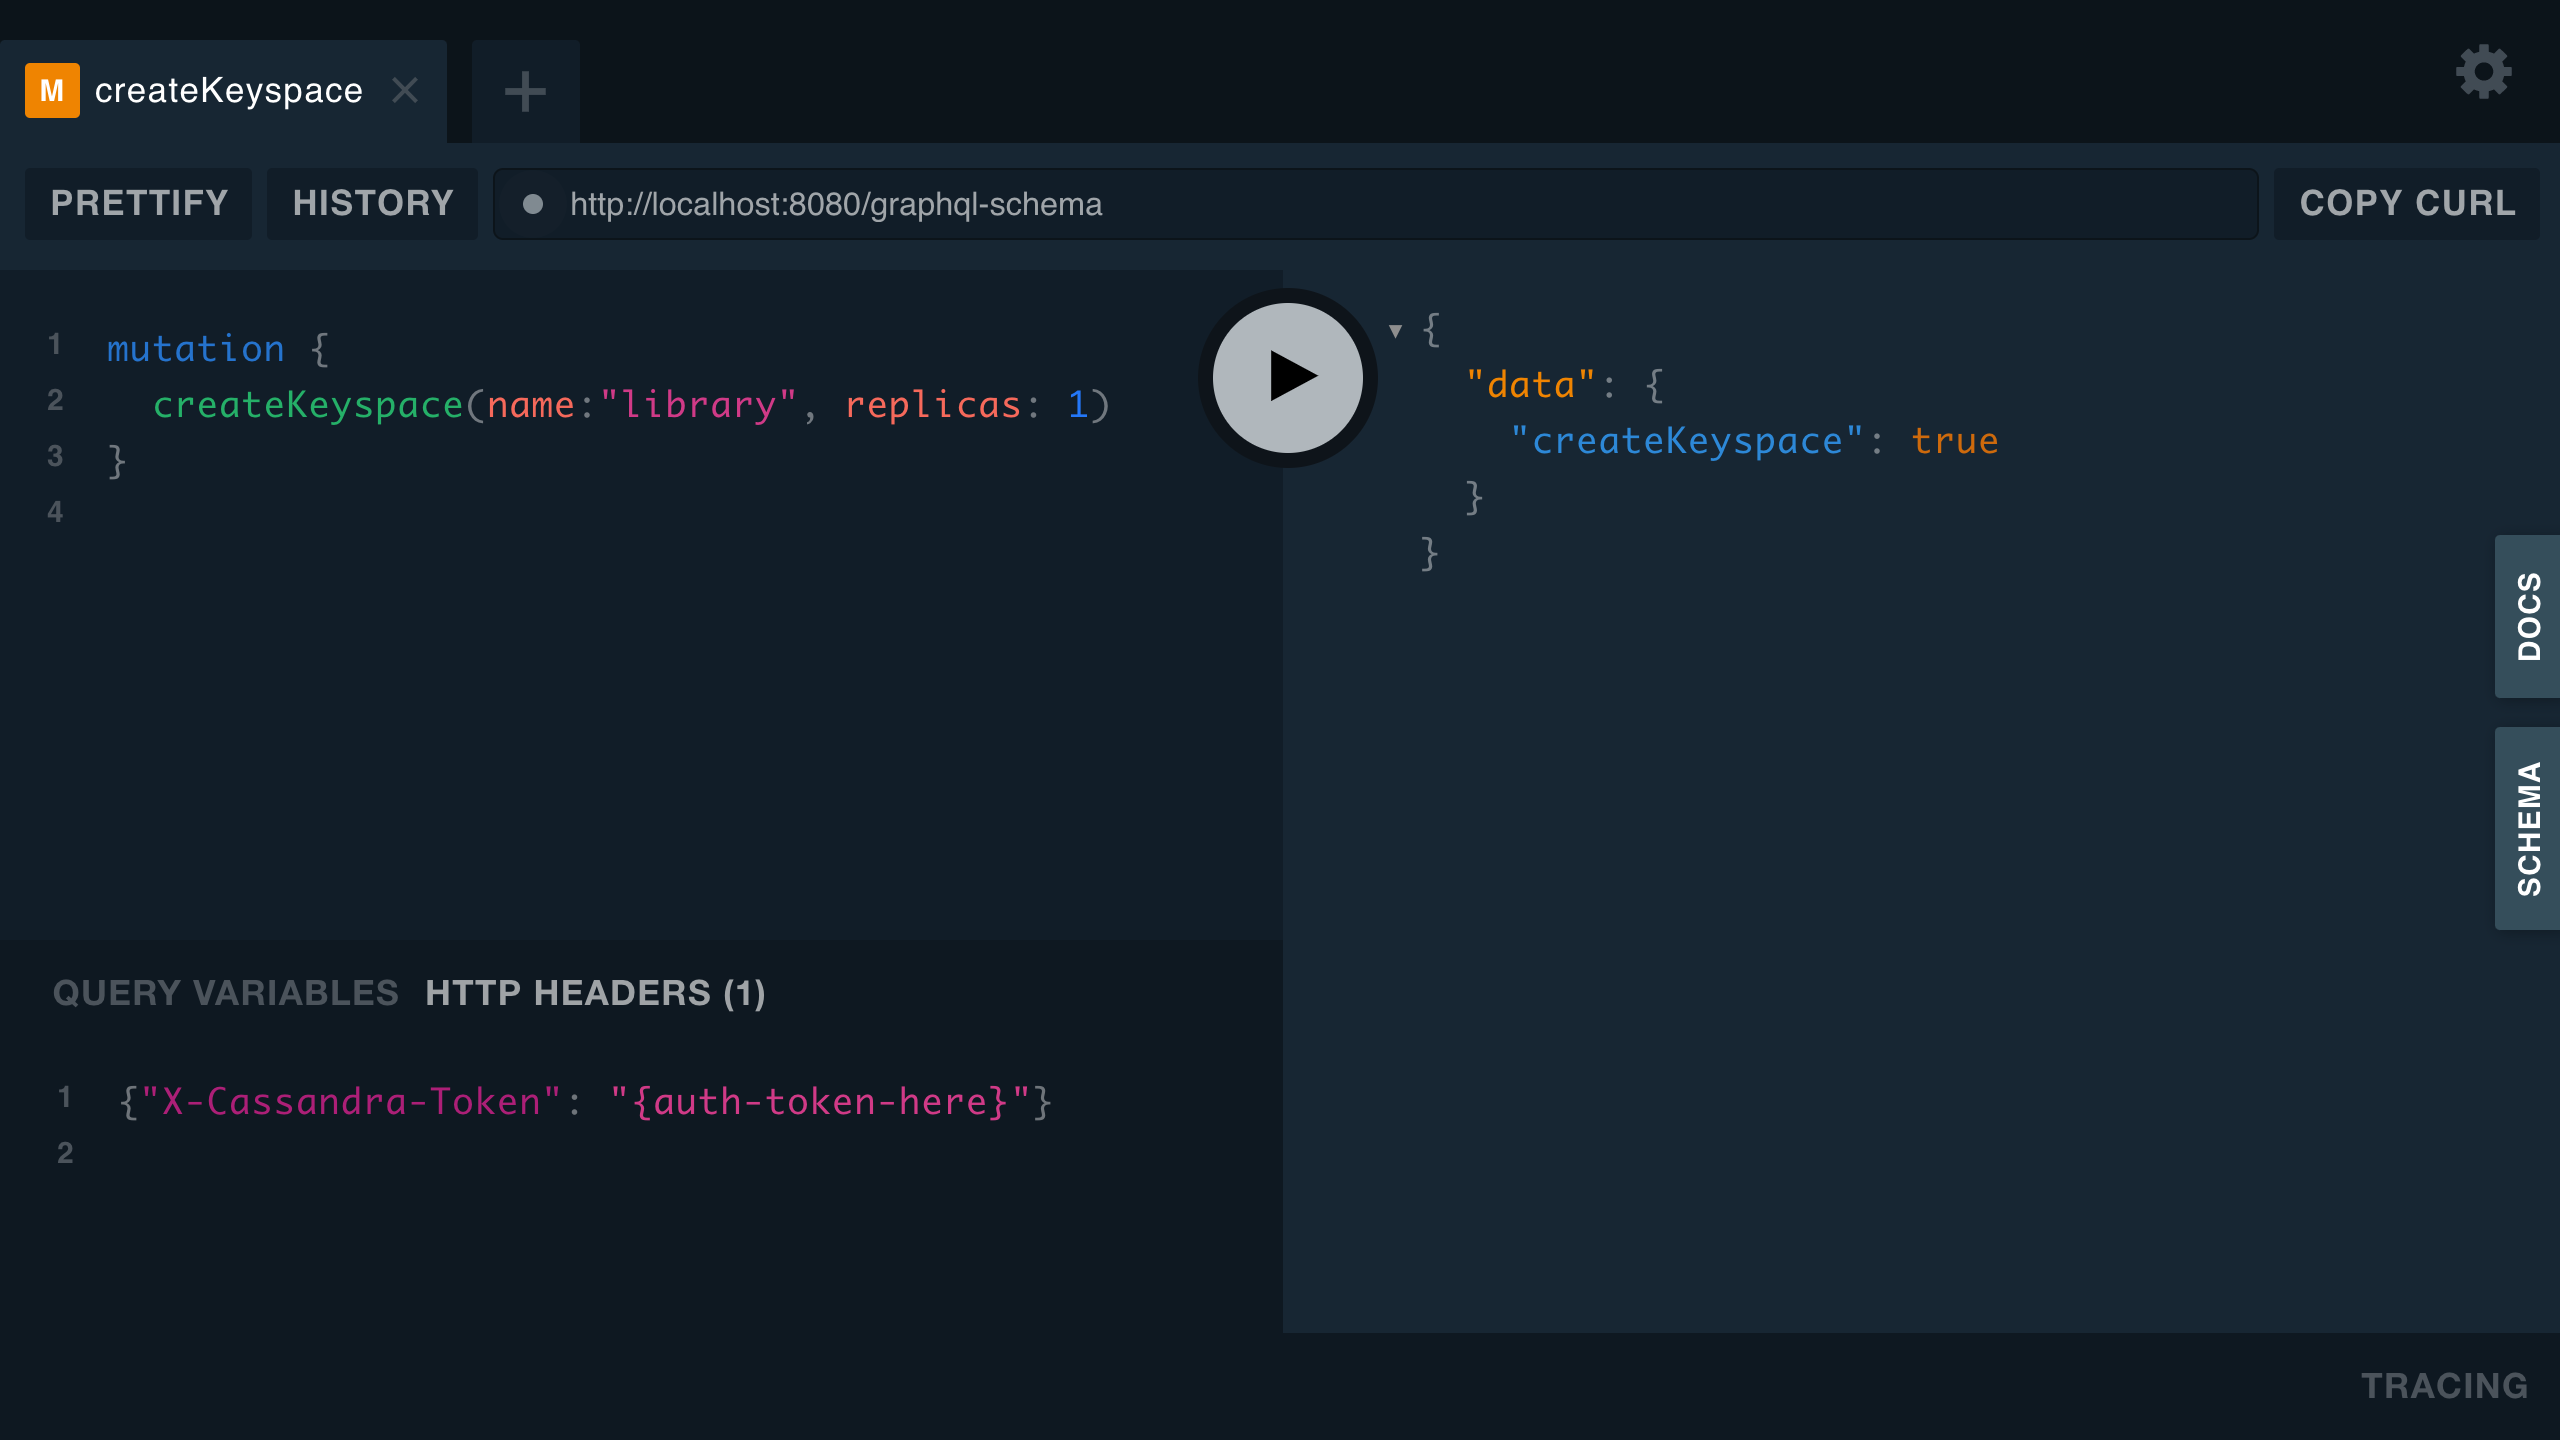 M createKeyspace
PRETTIFY HISTORY http://localhost:8080/graphql-schema COPY CURL
1 mutation {
2 createKeyspace(name:"library", replicas: 1)
3 }
4
{
"data": {
"createKeyspace": true
}
}
DOCS
SCHEMA
QUERY VARIABLES HTTP HEADERS (1)
1 {"X-Cassandra-Token": "{auth-token-here}"}
2
TRACING